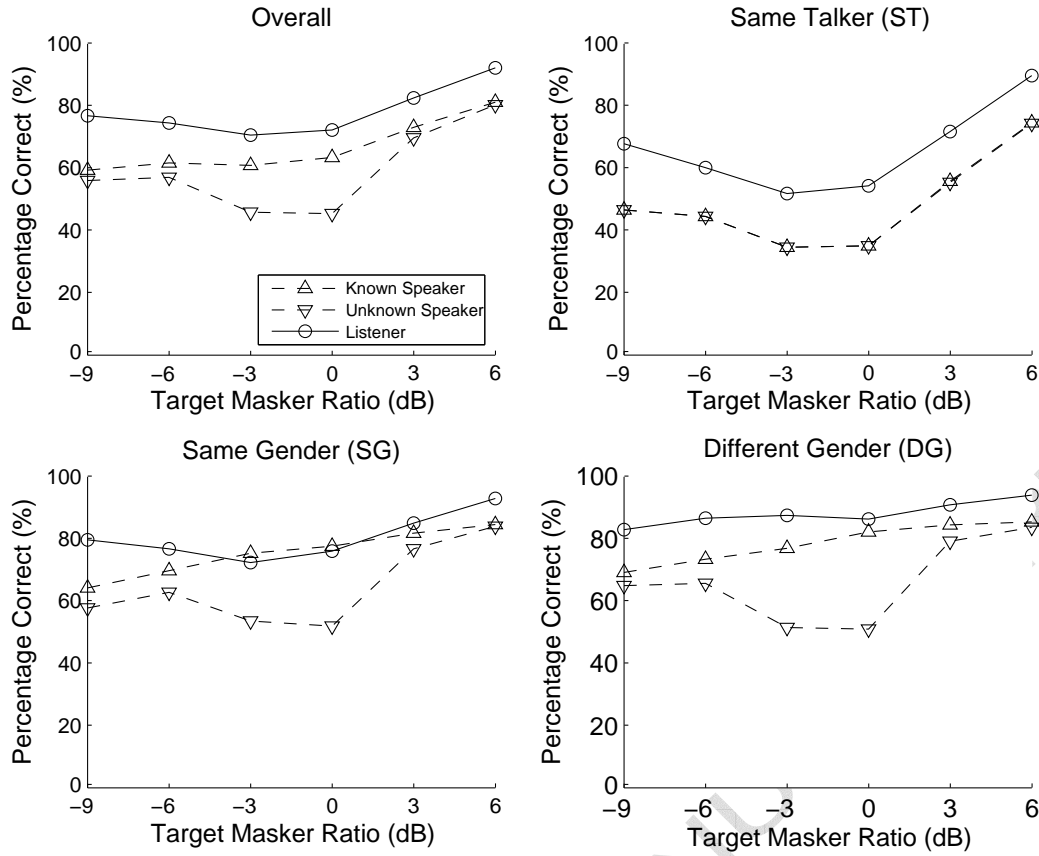 Overall
Percentage Correct (%)
100
80
60
40
20
0
Known Speaker
Unknown Speaker
Listener
−9 −6 −3 0 3 6
Target Masker Ratio (dB)
Same Talker (ST)
Percentage Correct (%)
100
80
60
40
20
0
−9 −6 −3 0 3 6
Target Masker Ratio (dB)
Same Gender (SG)
Percentage Correct (%)
100
80
60
40
20
0
−9 −6 −3 0 3 6
Target Masker Ratio (dB)
Different Gender (DG)
Percentage Correct (%)
100
80
60
40
20
0
−9 −6 −3 0 3 6
Target Masker Ratio (dB)